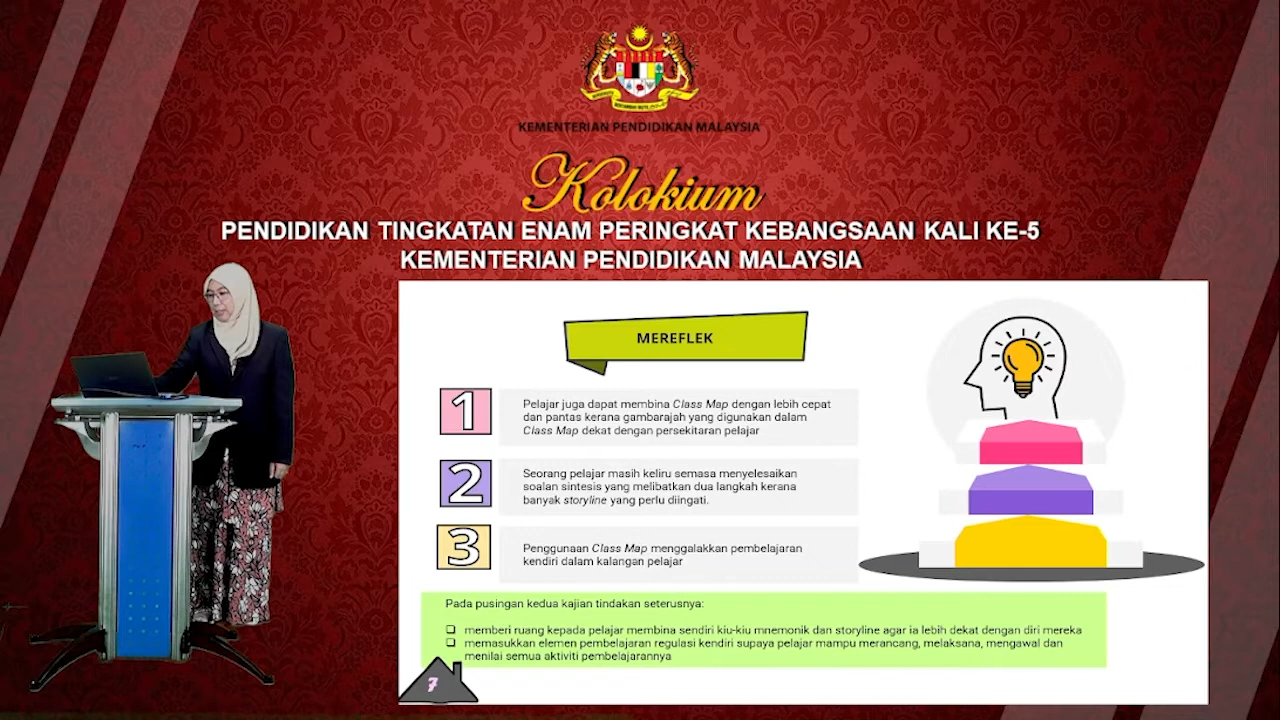 KEMENTERIAN PENDIDIKAN MALAYSIA
Kolokium
PENDIDIKAN TINGKATAN ENAM PERINGKAT KEBANGSAAN KALI KE-5
KEMENTERIAN PENDIDIKAN MALAYSIA
MEREFLEK
1
Pelajar juga dapat membina Class Map dengan lebih cepat
dan pantas kerana gambarajah yang digunakan dalam
Class Map dekat dengan persekitaran pelajar
2
Seorang pelajar masih keliru semasa menyelesaikan
soalan sintesis yang melibatkan dua langkah kerana
banyak storyline yang perlu diingati.
3
Penggunaan Class Map menggalakkan pembelajaran
kendiri dalam kalangan pelajar
Pada pusingan kedua kajian tindakan seterusnya:
❑ memberi ruang kepada pelajar membina sendiri kiu-kiu mnemonik dan storyline agar ia lebih dekat dengan diri mereka
❑ memasukkan elemen pembelajaran regulasi kendiri supaya pelajar mampu merancang, melaksana, mengawal dan
menilai semua aktiviti pembelajarannya
7